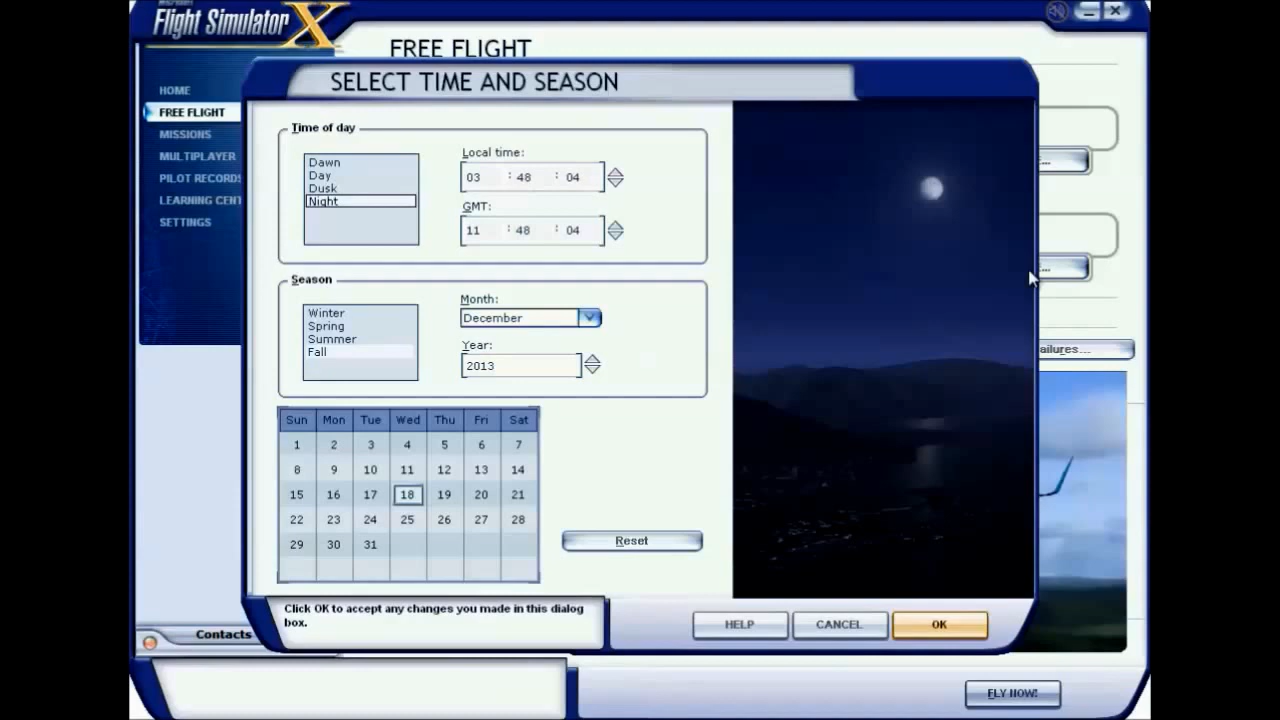 Flight Simulator X
FREE FLIGHT
SELECT TIME AND SEASON
HOME
FREE FLIGHT
MISSIONS
MULTIPLAYER
PILOT RECORDS
LEARNING CENT
SETTINGS
Time of day
Dawn
Day
Dusk
Night
Local time:
03 : 48 : 04
GMT:
11 : 48 : 04
Season
Winter
Spring
Summer
Fall
Month:
December
Year:
2013
Sun Mon Tue Wed Thu Fri Sat
1 2 3 4 5 6 7
8 9 10 11 12 13 14
15 16 17 18 19 20 21
22 23 24 25 26 27 28
29 30 31
Reset
...
...
ailures...
Click OK to accept any changes you made in this dialog
box.
HELP CANCEL OK
Contacts
FLY NOW!